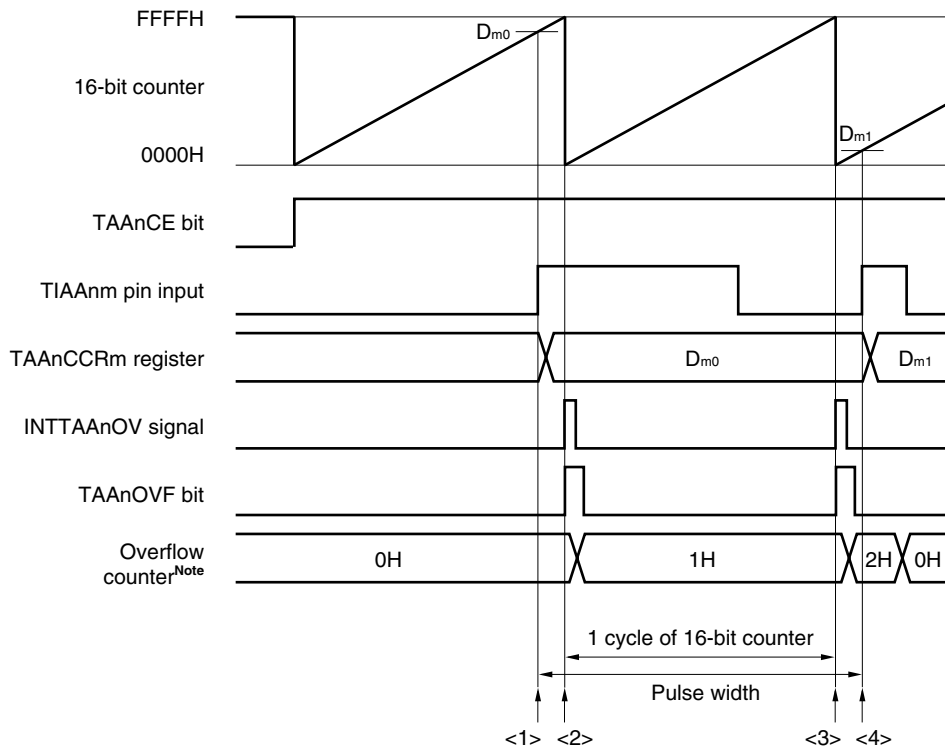 FFFFH
Dm0
16-bit counter
Dm1
0000H
TAAnCE bit
TIAAnm pin input
TAAnCCRm register
Dm0
Dm1
INTTAAnOV signal
TAAnOVF bit
Overflow
counterNote
0H
1H
2H
0H
1 cycle of 16-bit counter
Pulse width
<1>
<2>
<3>
<4>